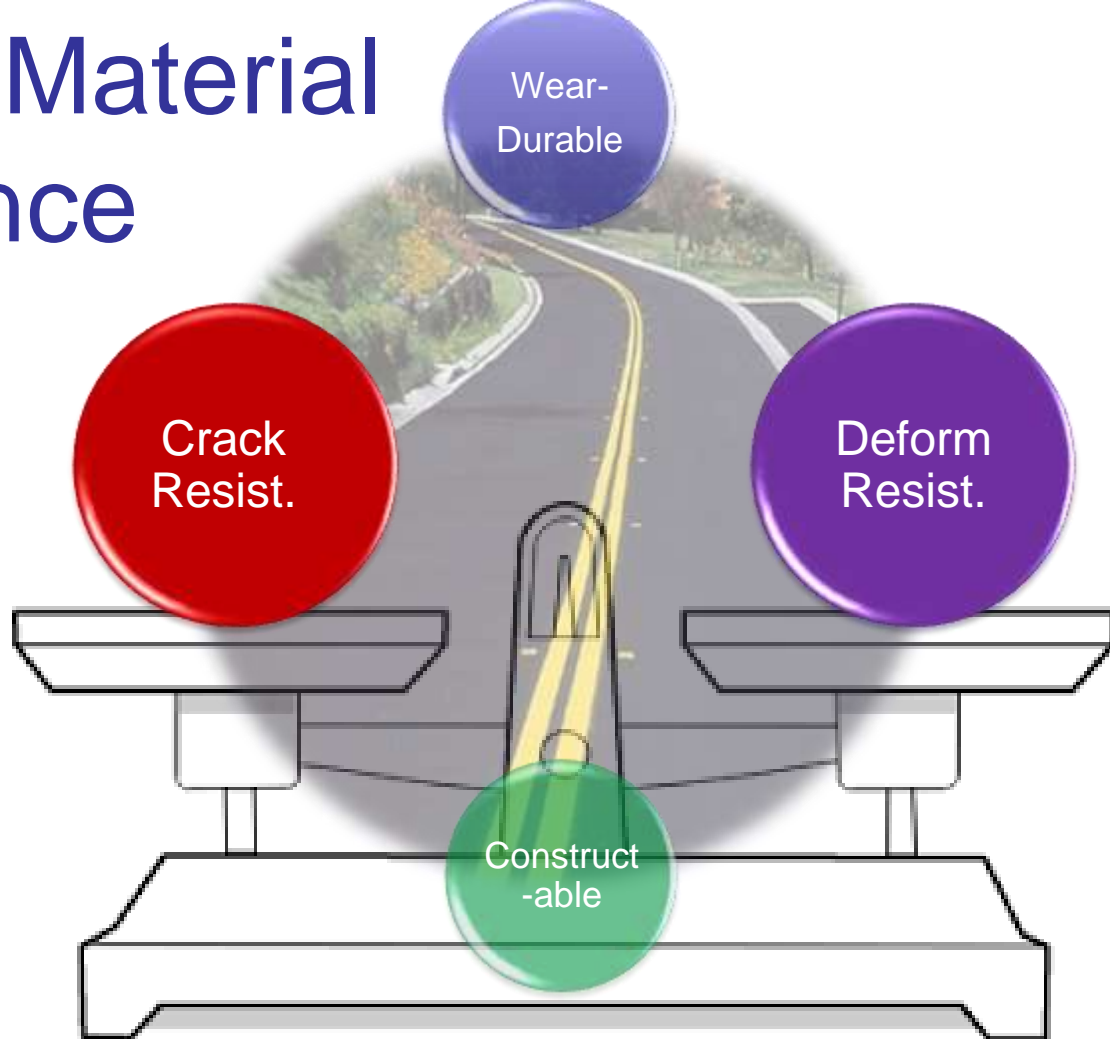 Material
nce
Wear-
Durable
Crack
Resist.
Deform
Resist.
Construct
-able